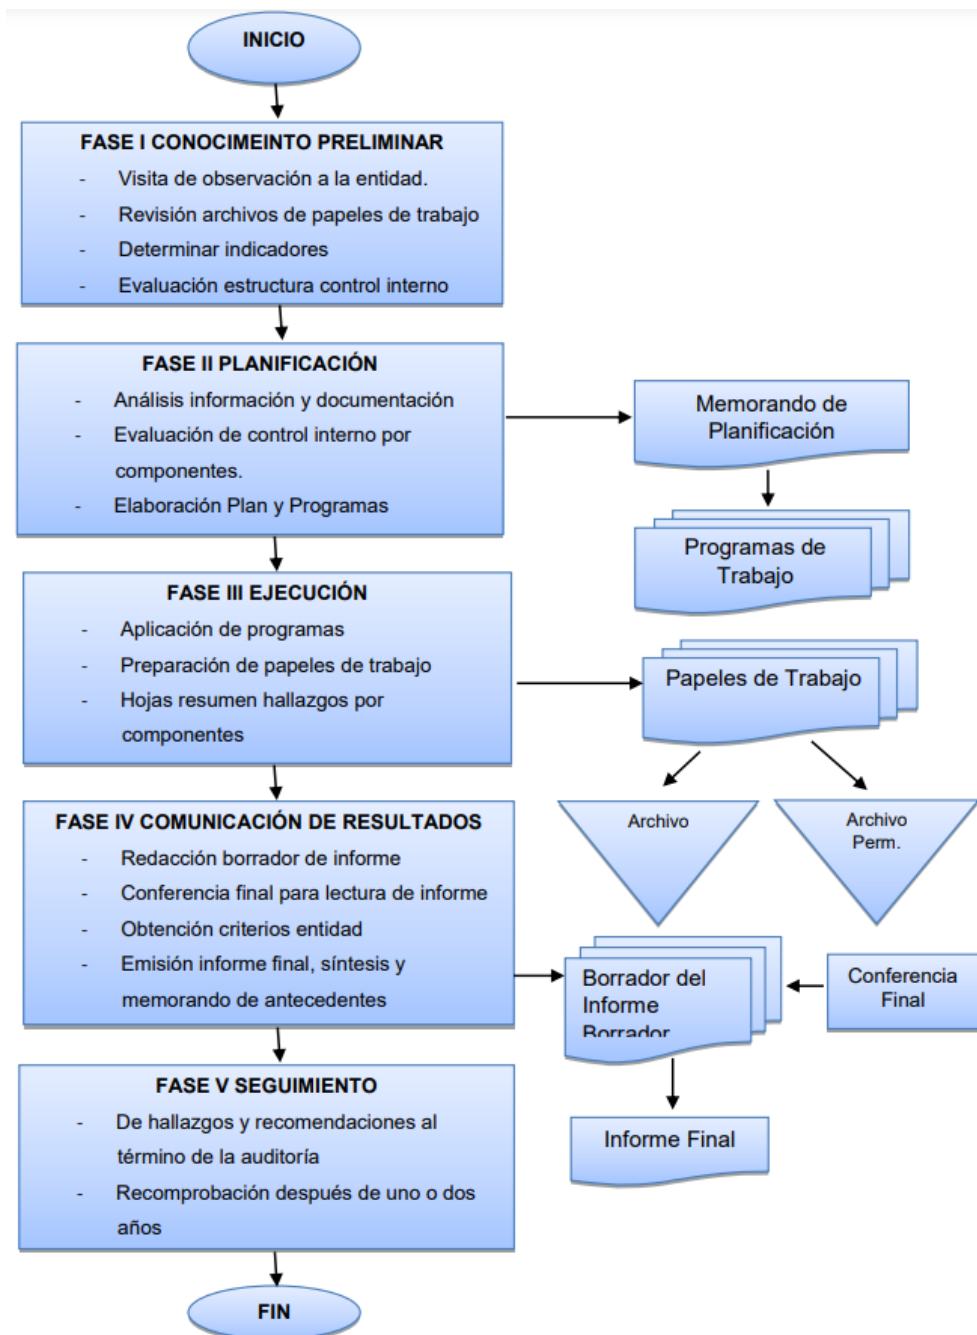 INICIO
FASE I CONOCIMEINTO PRELIMINAR
- Visita de observación a la entidad.
- Revisión archivos de papeles de trabajo
- Determinar indicadores
- Evaluación estructura control interno
FASE II PLANIFICACIÓN
- Análisis información y documentación
- Evaluación de control interno por
componentes.
- Elaboración Plan y Programas
Memorando de
Planificación
Programas de
Trabajo
FASE III EJECUCIÓN
- Aplicación de programas
- Preparación de papeles de trabajo
- Hojas resumen hallazgos por
componentes
Papeles de Trabajo
Archivo
Archivo
Perm.
FASE IV COMUNICACIÓN DE RESULTADOS
- Redacción borrador de informe
- Conferencia final para lectura de informe
- Obtención criterios entidad
- Emisión informe final, síntesis y
memorando de antecedentes
Borrador del
Informe
Borrador
Conferencia
Final
Informe Final
FASE V SEGUIMIENTO
- De hallazgos y recomendaciones al
término de la auditoría
- Recomprobación después de uno o dos
años
FIN